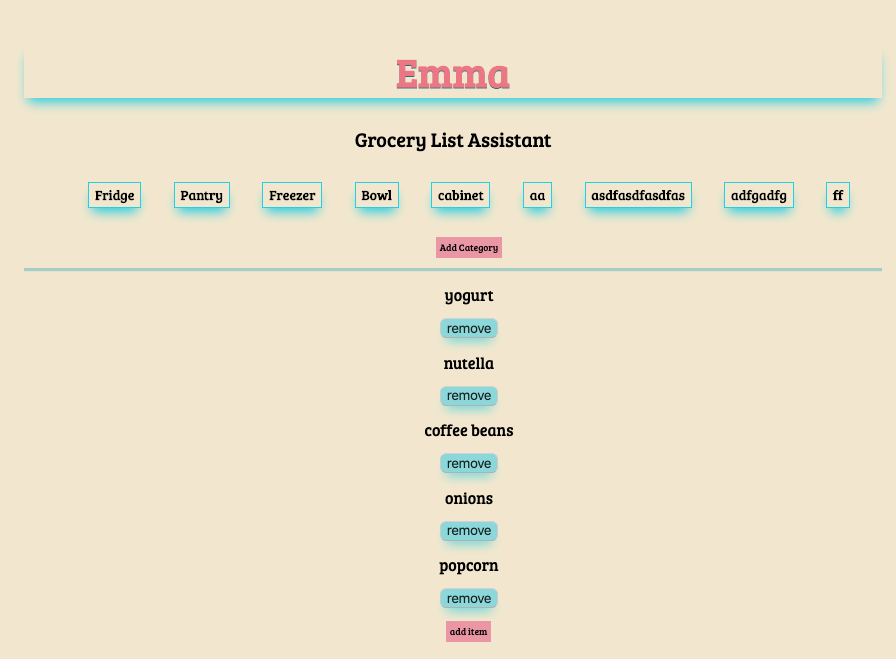 Emma
Grocery List Assistant
Fridge Pantry Freezer Bowl cabinet aa asdfasdfasdfas adfgadfg ff
Add Category
yogurt
remove
nutella
remove
coffee beans
remove
onions
remove
popcorn
remove
add item